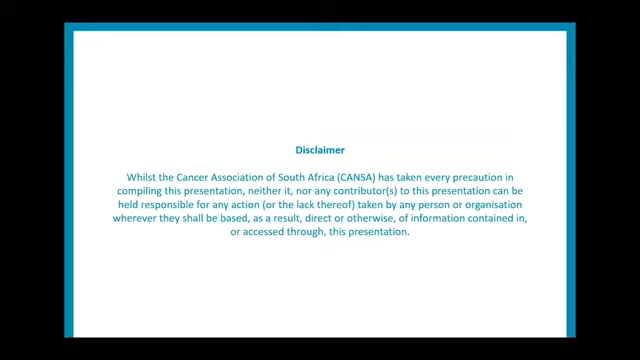 Disclaimer
Whilst the Cancer Association of South Africa (CANSA) has taken every precaution in
compiling this presentation, neither it, nor any contributor(s) to this presentation can be
held responsible for any action (or the lack thereof) taken by any person or organisation
wherever they shall be based, as a result, direct or otherwise, of information contained in,
or accessed through, this presentation.